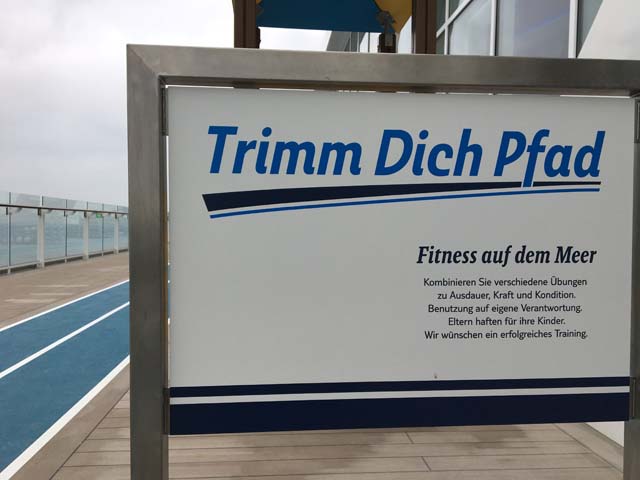 Trimm Dich Pfad
Fitness auf dem Meer
Kombinieren Sie verschiedene Übungen
zu Ausdauer, Kraft und Kondition.
Benutzung auf eigene Verantwortung.
Eltern haften für ihre Kinder.
Wir wünschen ein erfolgreiches Training.